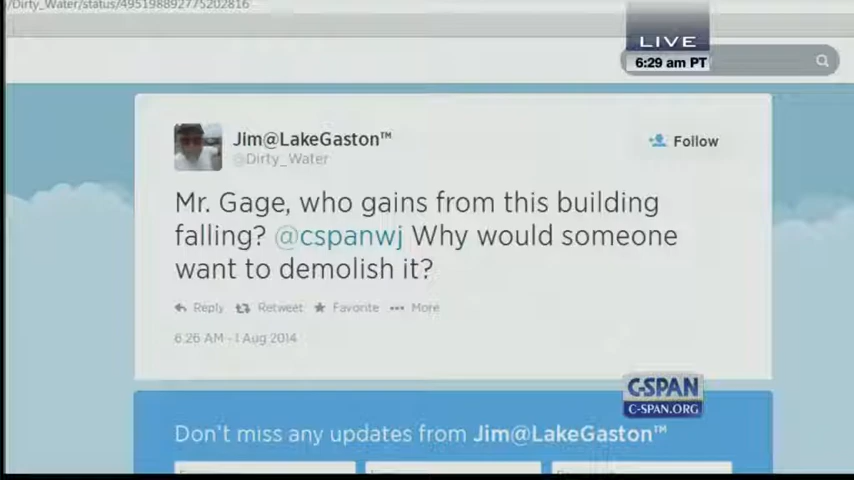 /Dirty_Water/status/495198892775202816
LIVE
6:29 am PT
Jim@LakeGaston™
@Dirty_Water
Follow
Mr. Gage, who gains from this building
falling? @cspanwj Why would someone
want to demolish it?
Reply Retweet Favorite More
6:26 AM - 1 Aug 2014
C-SPAN
C-SPAN.ORG
Don't miss any updates from Jim@LakeGaston™